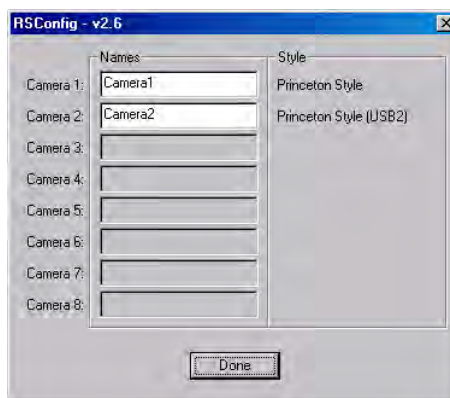 RSConfig - v2.6
Names Style
Camera 1: Camera1 Princeton Style
Camera 2: Camera2 Princeton Style (USB2)
Camera 3:
Camera 4:
Camera 5:
Camera 6:
Camera 7:
Camera 8:
Done